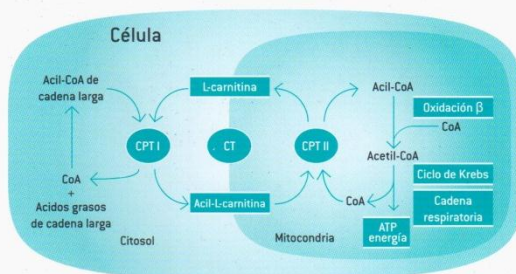 Célula
Acil-CoA de
cadena larga
L-carnitina
Acil-CoA
Oxidación β
CoA
CPT I
CT
CPT II
Acetil-CoA
Ciclo de Krebs
CoA
+
Acidos grasos
de cadena larga
Acil-L-carnitina
CoA
Cadena
respiratoria
ATP
energía
Citosol
Mitocondria